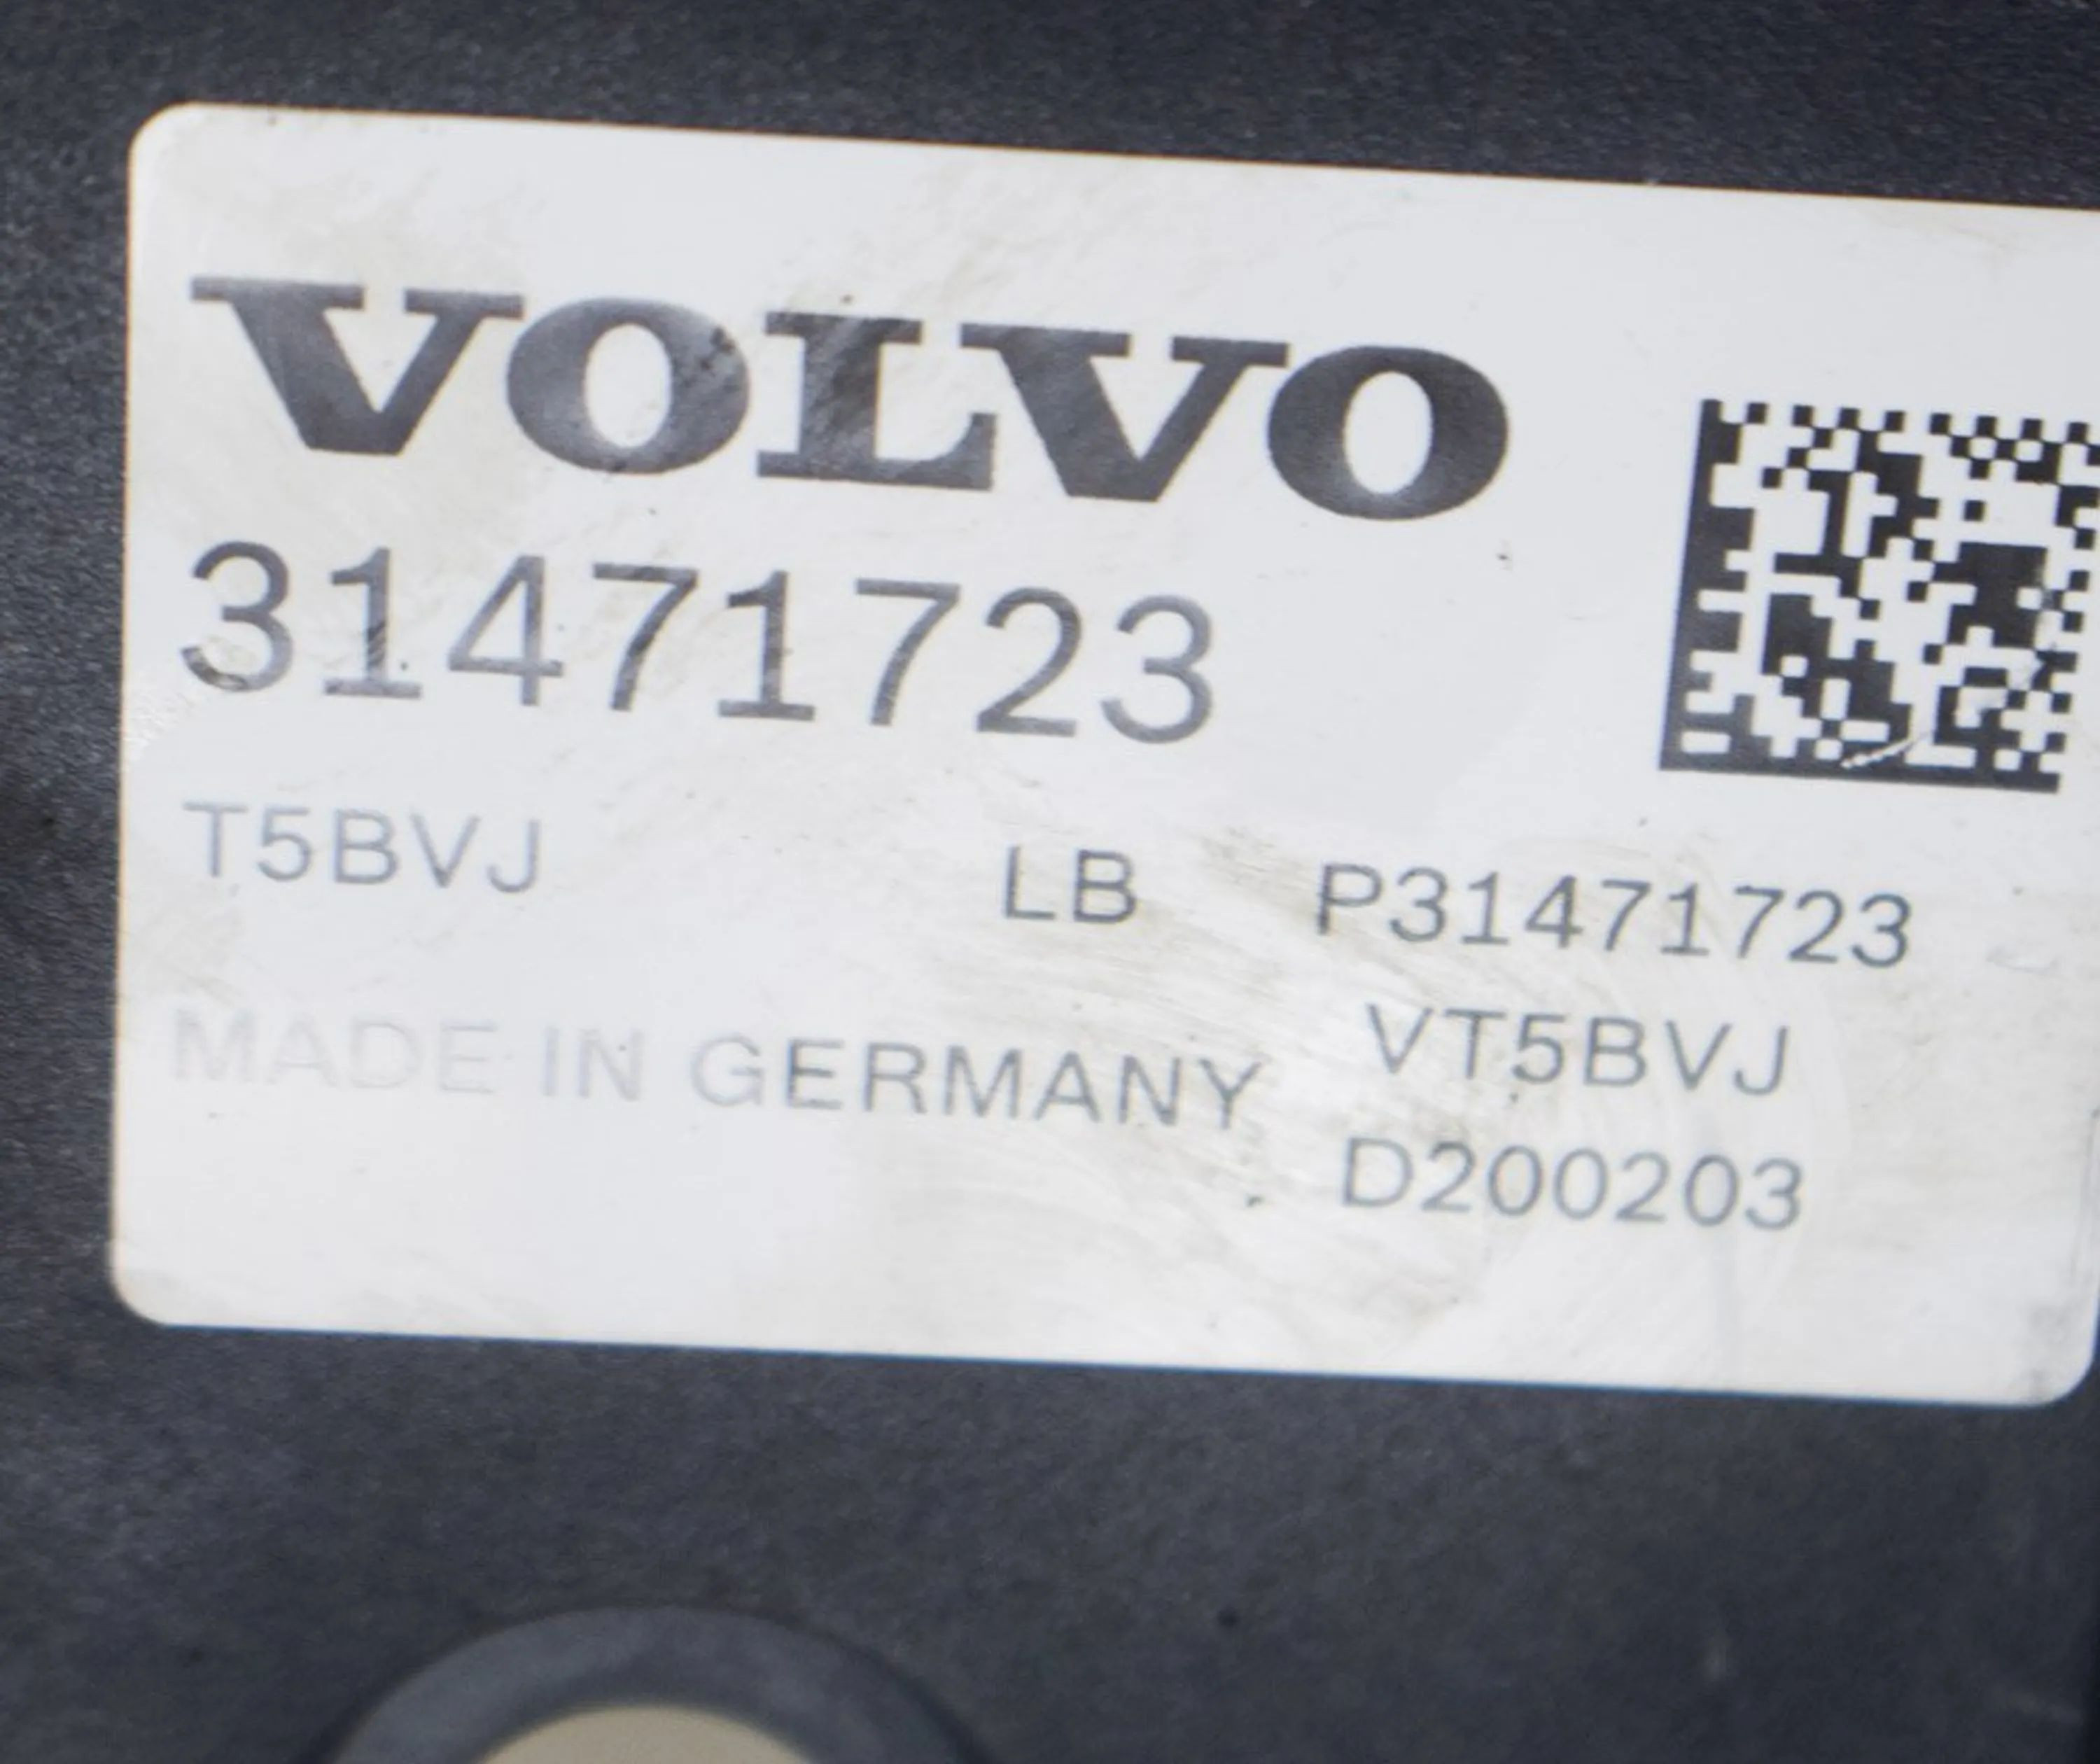 VOLVO
31471723
T5BVJ LB P31471723
MADE IN GERMANY VT5BVJ
D200203